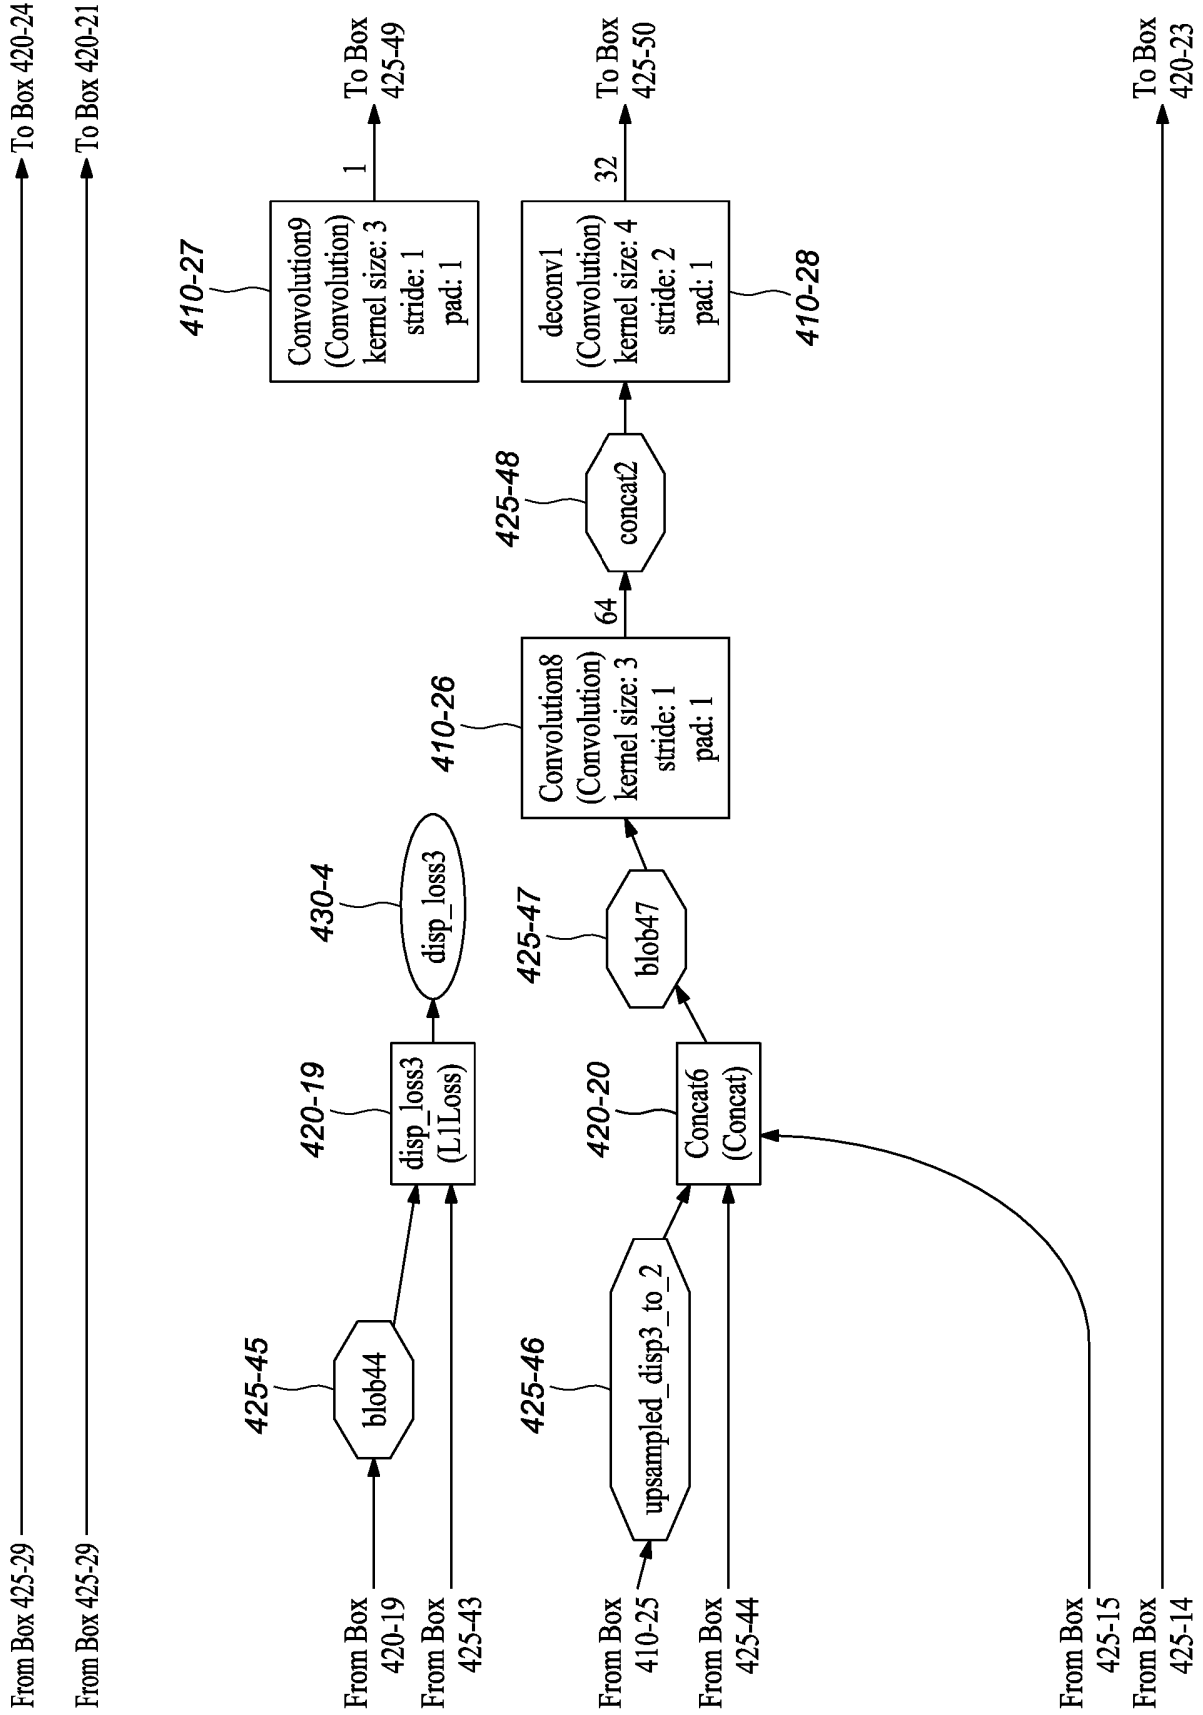 From Box 425-29
To Box 420-24
From Box 425-29
To Box 420-21
From Box
420-19
425-45
blob44
From Box
425-43
420-19
disp_loss3
(L1Loss)
430-4
disp_loss3
410-27
Convolution9
(Convolution)
kernel size: 3
stride: 1
pad: 1
1
To Box
425-49
From Box
410-25
425-46
upsampled_disp3_to_2
From Box
425-44
420-20
Concat6
(Concat)
425-47
blob47
410-26
Convolution8
(Convolution)
kernel size: 3
stride: 1
pad: 1
64
425-48
concat2
deconv1
(Convolution)
kernel size: 4
stride: 2
pad: 1
410-28
32
To Box
425-50
From Box
425-15
From Box
425-14
To Box
420-23